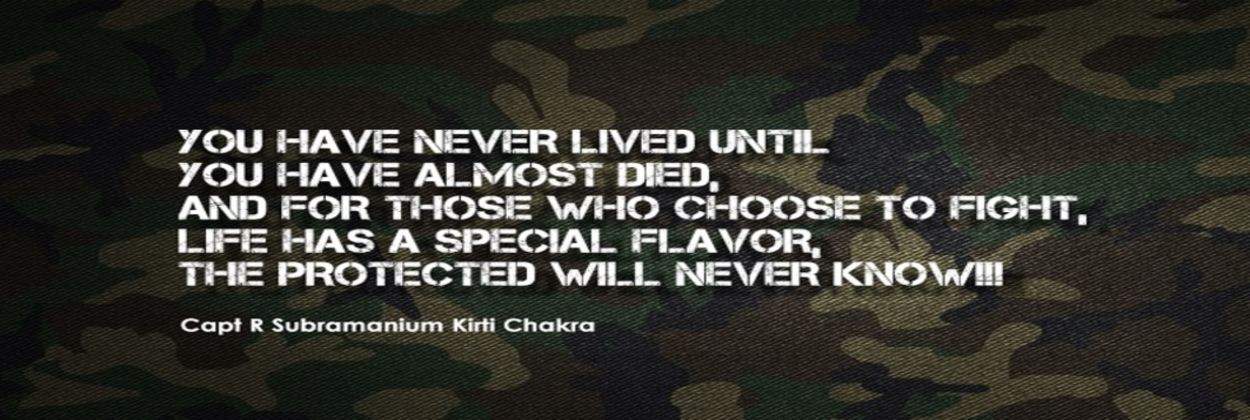 YOU HAVE NEVER LIVED UNTIL
YOU HAVE ALMOST DIED,
AND FOR THOSE WHO CHOOSE TO FIGHT,
LIFE HAS A SPECIAL FLAVOR,
THE PROTECTED WILL NEVER KNOW!!!
Capt R Subramanium Kirti Chakra